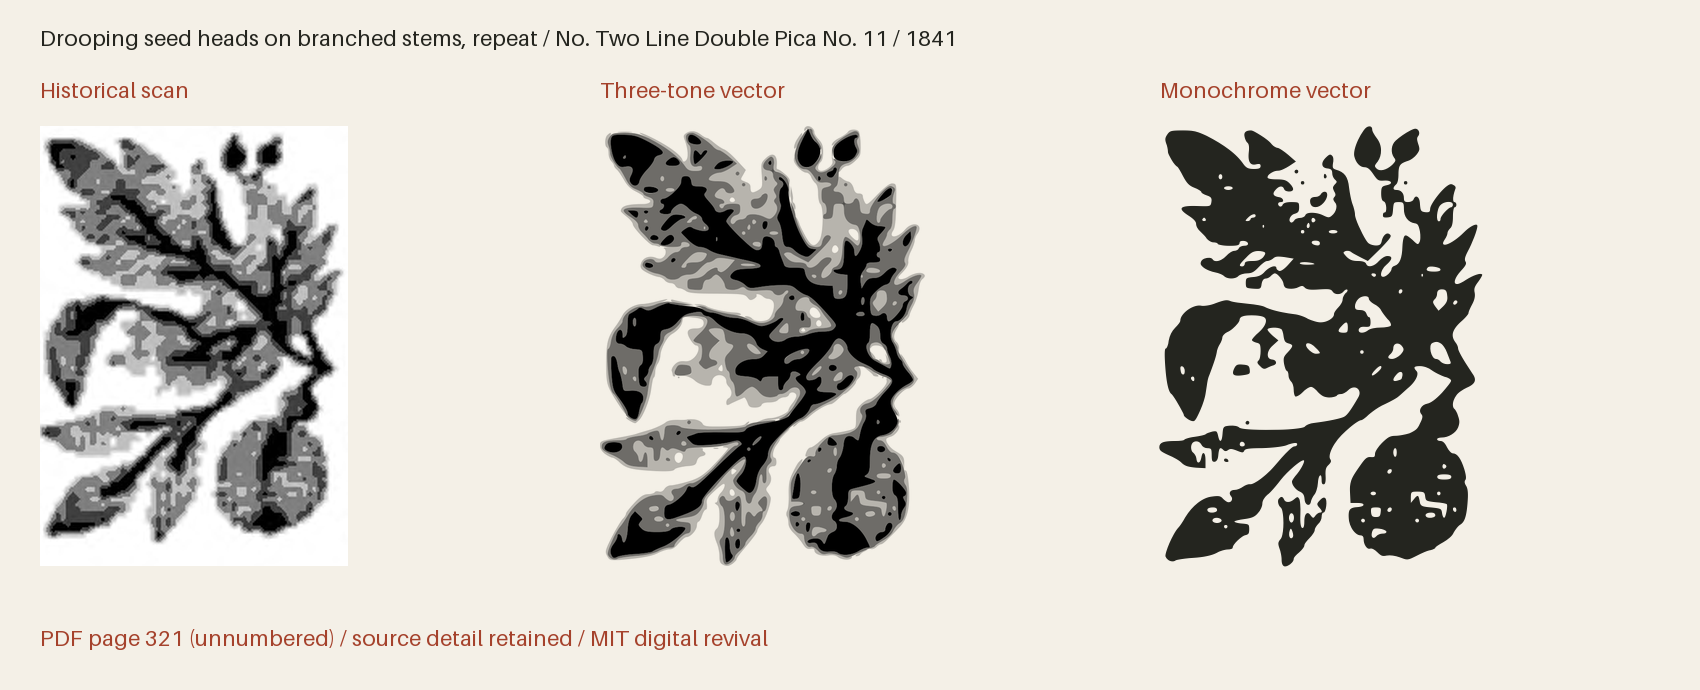 Drooping seed heads on branched stems, repeat / No. Two Line Double Pica No. 11 / 1841
Historical scan
Three-tone vector
Monochrome vector
PDF page 321 (unnumbered) / source detail retained / MIT digital revival